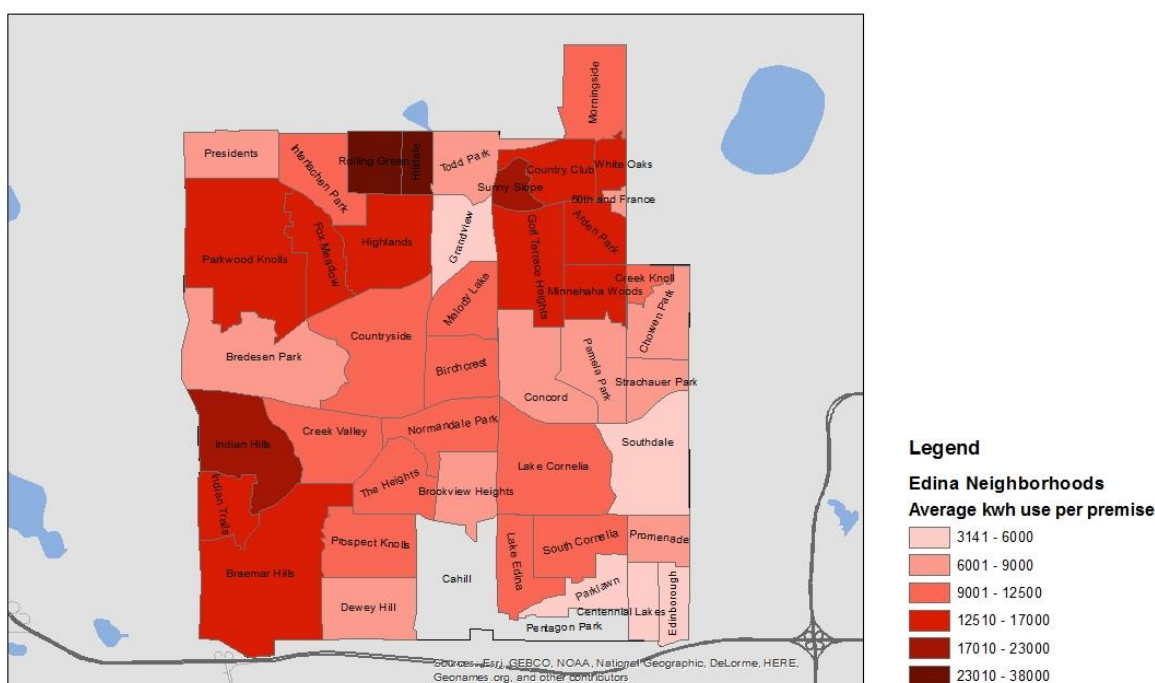 Morningside
Presidents
Interlachen Park
Rolling Green
Hilldale
Todd Park
Country Club
White Oaks
Sunny Slope
50th and France
Grandview
Golf Terrace Heights
Arden Park
Highlands
Fox Meadow
Parkwood Knolls
Melody Lake
Minnehaha Woods
Creek Knoll
Chowen Park
Countryside
Bredesen Park
Birchcrest
Pamela Park
Strachauer Park
Concord
Normandale Park
Creek Valley
Indian Hills
Southdale
Lake Cornelia
The Heights
Brookview Heights
Indian Trails
Prospect Knolls
Lake Edina
South Cornelia
Promenade
Braemar Hills
Cahill
Parklawn
Dewey Hill
Centennial Lakes
Edinborough
Pentagon Park
Sources: Esri, GEBCO, NOAA, National Geographic, DeLorme, HERE,
Geonames.org, and other contributors
Legend
Edina Neighborhoods
Average kwh use per premise
3141 - 6000
6001 - 9000
9001 - 12500
12510 - 17000
17010 - 23000
23010 - 38000